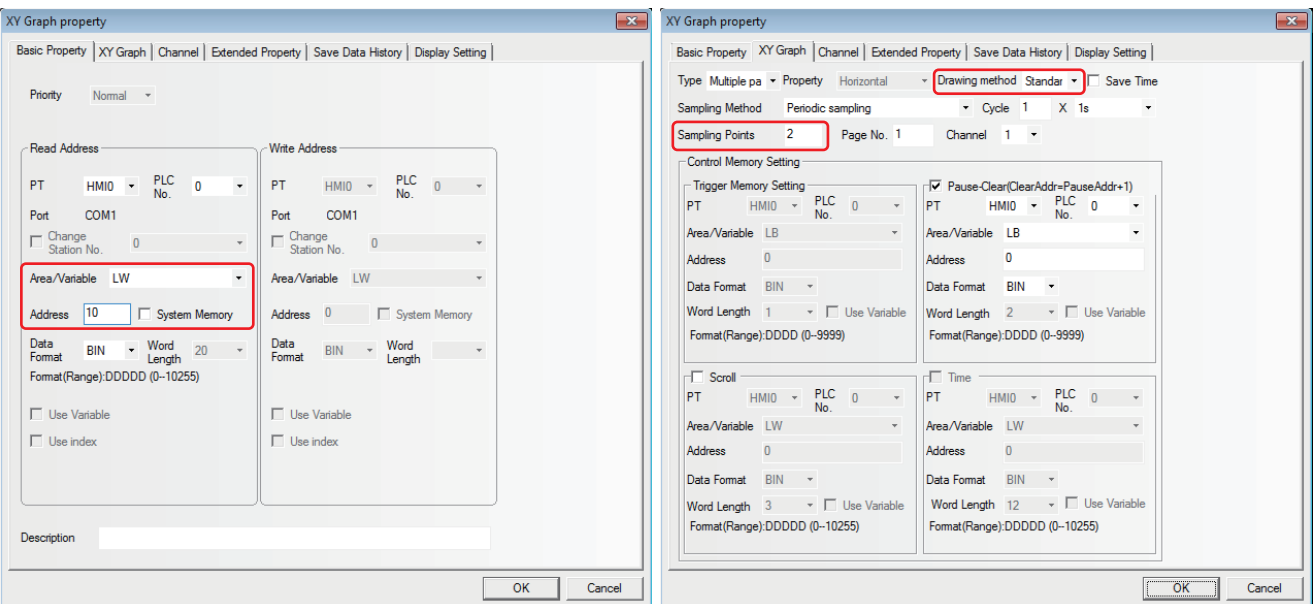 XY Graph property
Basic Property XY Graph Channel Extended Property Save Data History Display Setting
Priority Normal
Read Address
PT HMI0 PLC No. 0
Port COM1
Change Station No. 0
Area/Variable LW
Address 10 System Memory
Data Format BIN Word Length 20
Format(Range):DDDDD (0--10255)
Use Variable
Use index
Write Address
PT HMI0 PLC No. 0
Port COM1
Change Station No. 0
Area/Variable LW
Address 0 System Memory
Data Format BIN Word Length
Use Variable
Use index
Description
OK Cancel
XY Graph property
Basic Property XY Graph Channel Extended Property Save Data History Display Setting
Type Multiple pa Property Horizontal Drawing method Standar Save Time
Sampling Method Periodic sampling Cycle 1 X 1s
Sampling Points 2 Page No. 1 Channel 1
Control Memory Setting
Trigger Memory Setting
PT HMI0 PLC No. 0
Area/Variable LB
Address 0
Data Format BIN
Word Length 1 Use Variable
Format(Range):DDDD (0--9999)
Pause-Clear(ClearAddr=PauseAddr+1)
PT HMI0 PLC No. 0
Area/Variable LB
Address 0
Data Format BIN
Word Length 2 Use Variable
Format(Range):DDDD (0--9999)
Scroll
PT HMI0 PLC No. 0
Area/Variable LW
Address 0
Data Format BIN
Word Length 3 Use Variable
Format(Range):DDDDD (0--10255)
Time
PT HMI0 PLC No. 0
Area/Variable LW
Address 0
Data Format BIN
Word Length 12 Use Variable
Format(Range):DDDDD (0--10255)
OK Cancel